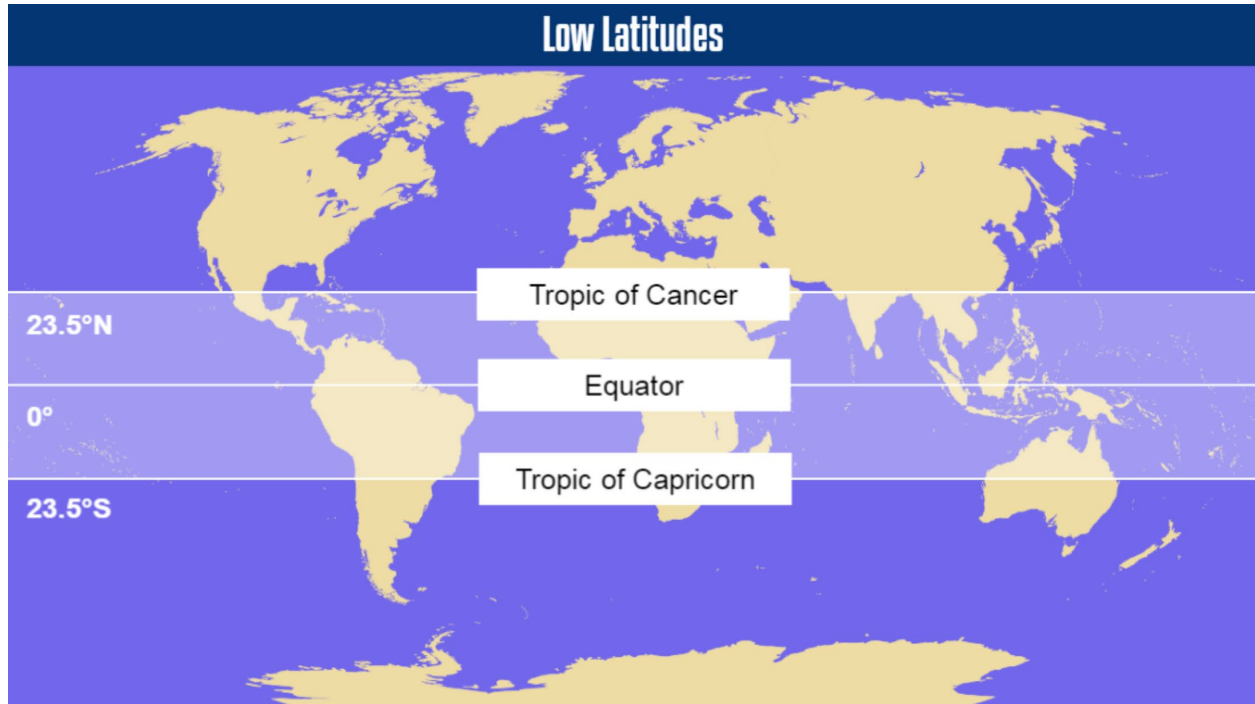 Low Latitudes
Tropic of Cancer
23.5°N
Equator
0°
Tropic of Capricorn
23.5°S